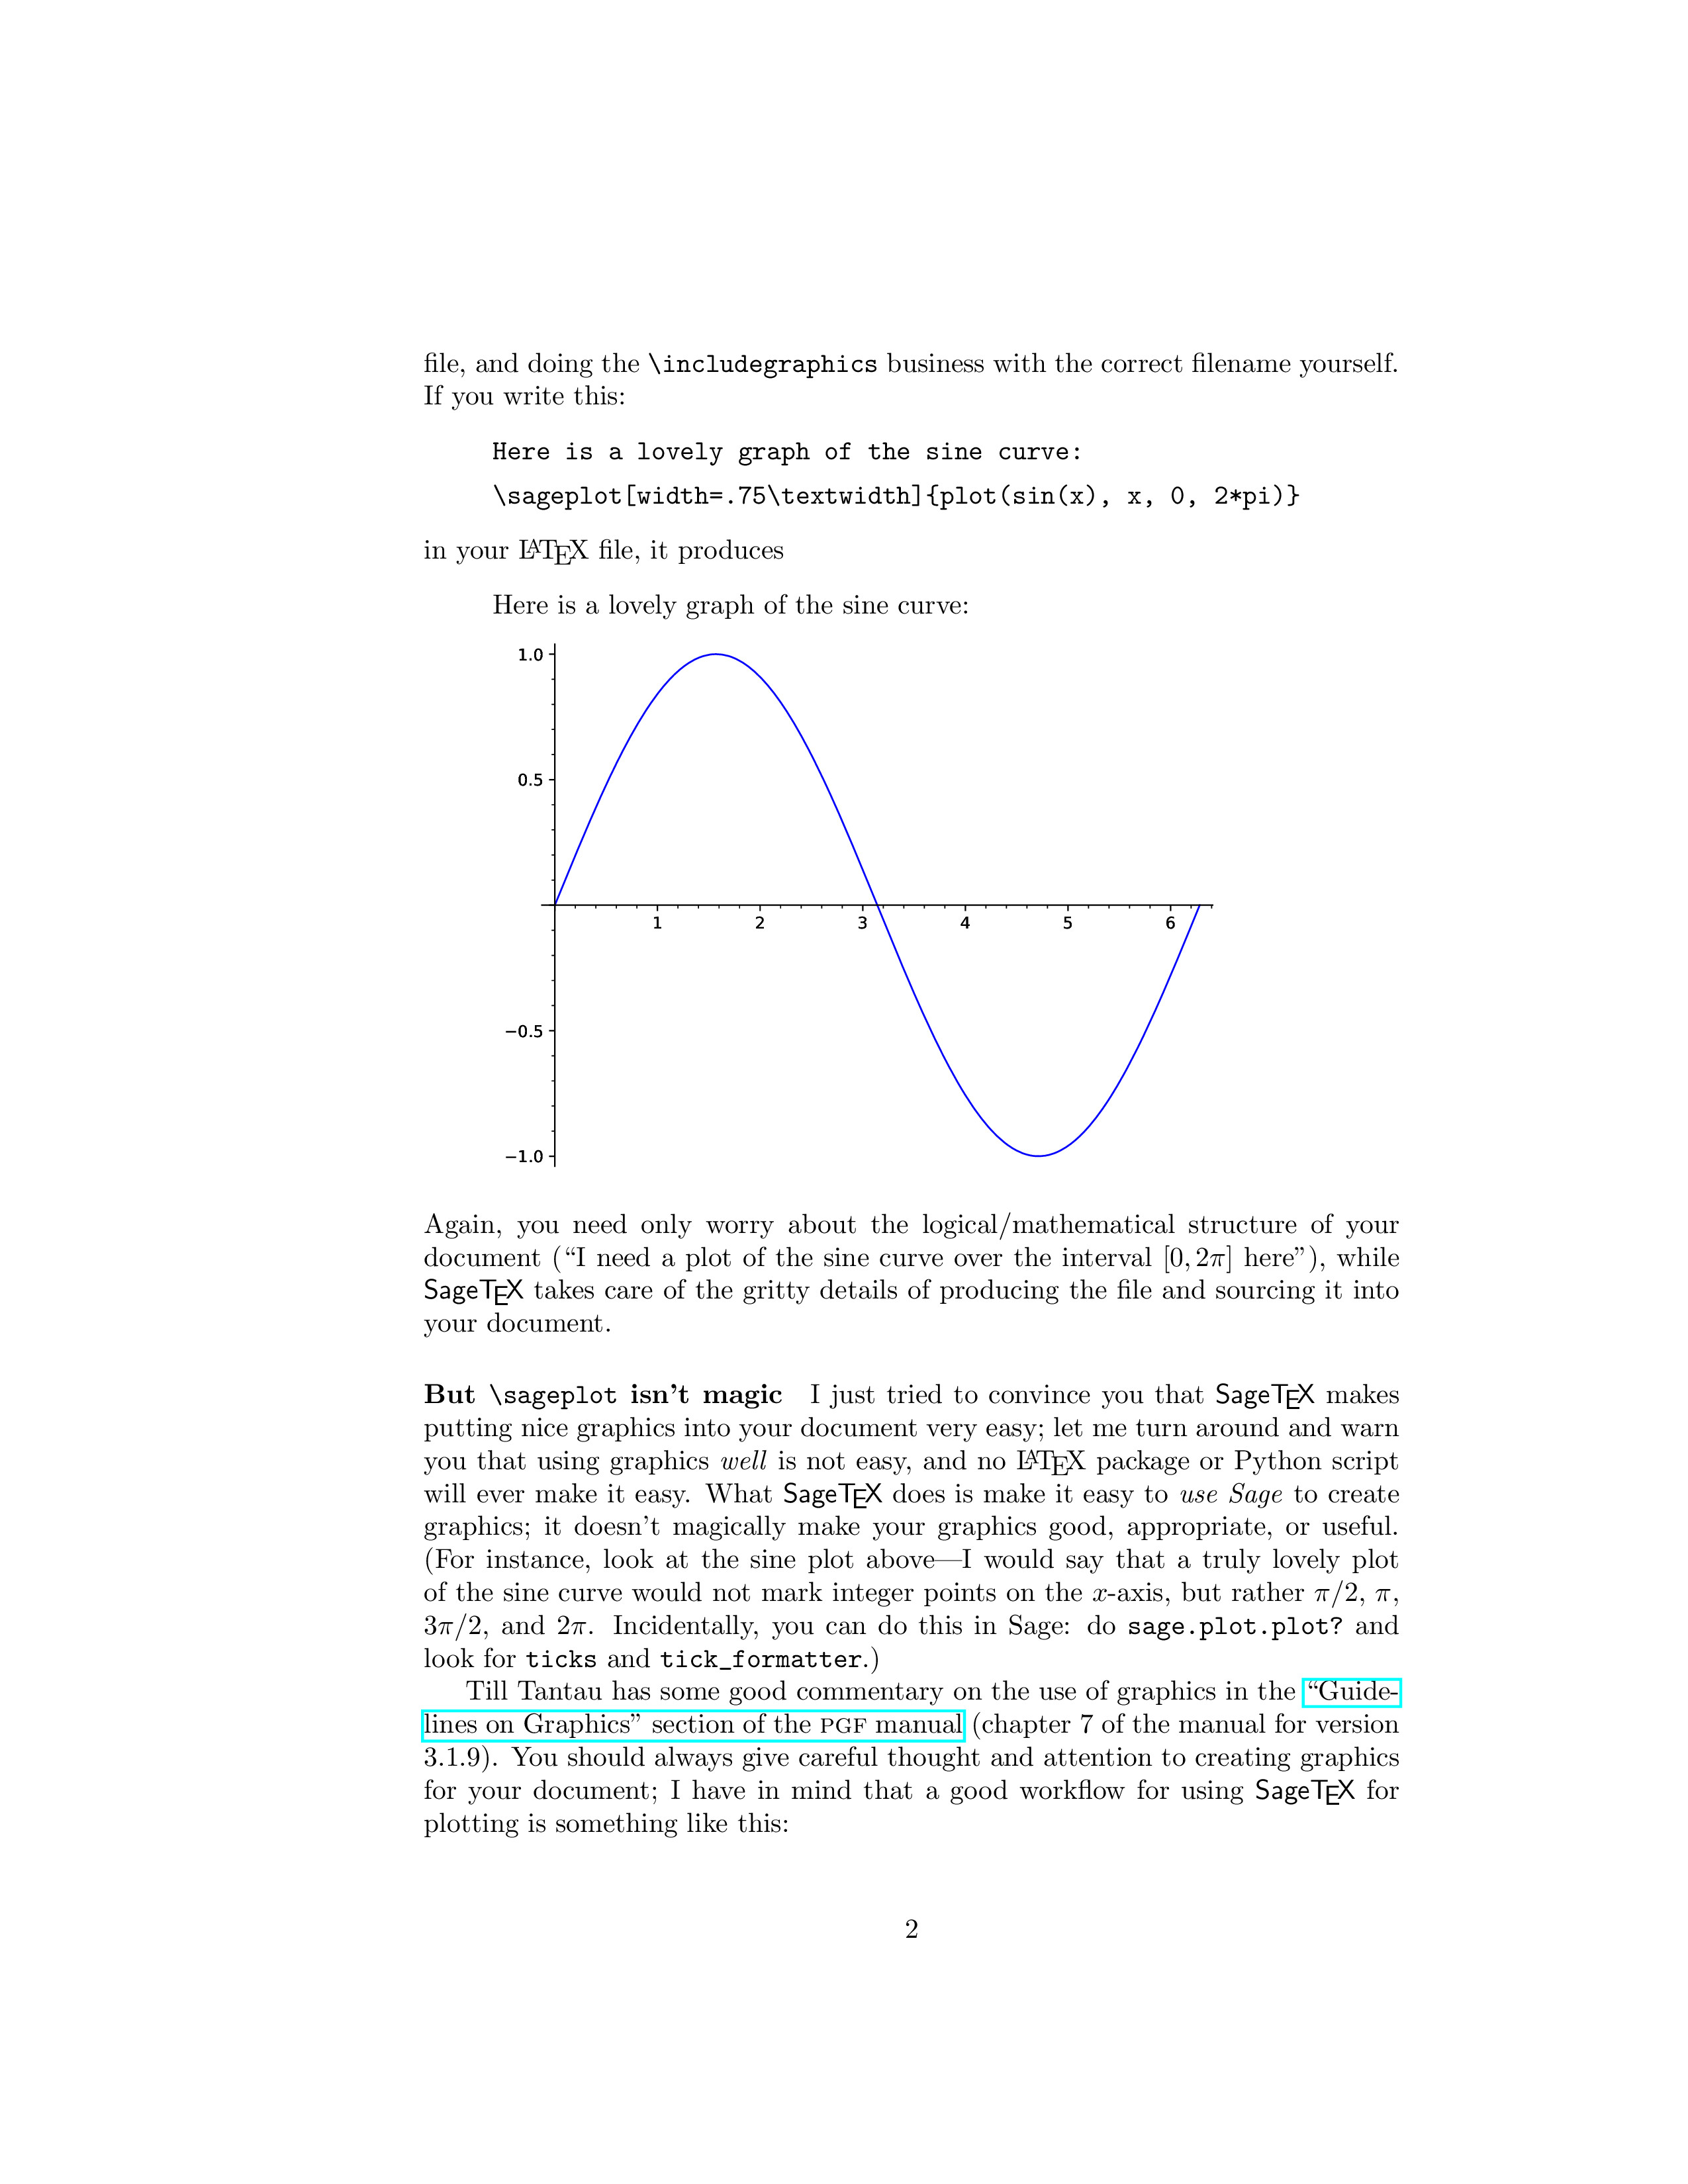 file, and doing the \includegraphics business with the correct filename yourself.
If you write this:
Here is a lovely graph of the sine curve:
\sageplot[width=.75\textwidth]{plot(sin(x), x, 0, 2*pi)}
in your LATEX file, it produces
Here is a lovely graph of the sine curve:
1.0
0.5
1 2 3 4 5 6
−0.5
−1.0
Again, you need only worry about the logical/mathematical structure of your
document (“I need a plot of the sine curve over the interval [0, 2π] here”), while
SageTEX takes care of the gritty details of producing the file and sourcing it into
your document.
But \sageplot isn’t magic I just tried to convince you that SageTEX makes
putting nice graphics into your document very easy; let me turn around and warn
you that using graphics well is not easy, and no LATEX package or Python script
will ever make it easy. What SageTEX does is make it easy to use Sage to create
graphics; it doesn’t magically make your graphics good, appropriate, or useful.
(For instance, look at the sine plot above—I would say that a truly lovely plot
of the sine curve would not mark integer points on the x-axis, but rather π/2, π,
3π/2, and 2π. Incidentally, you can do this in Sage: do sage.plot.plot? and
look for ticks and tick_formatter.)
Till Tantau has some good commentary on the use of graphics in the “Guide-
lines on Graphics” section of the PGF manual (chapter 7 of the manual for version
3.1.9). You should always give careful thought and attention to creating graphics
for your document; I have in mind that a good workflow for using SageTEX for
plotting is something like this:
2